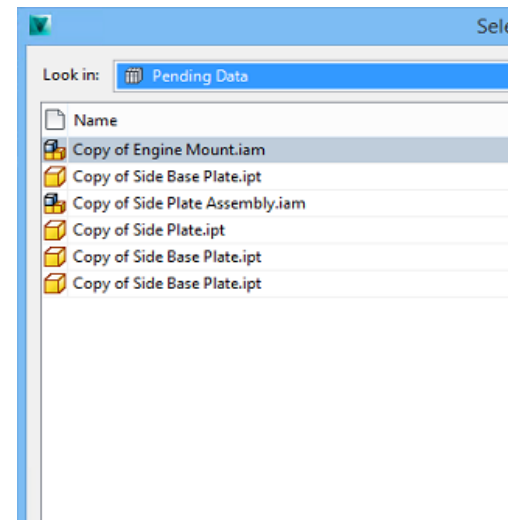 Sele
Look in: Pending Data
Name
Copy of Engine Mount.iam
Copy of Side Base Plate.ipt
Copy of Side Plate Assembly.iam
Copy of Side Plate.ipt
Copy of Side Base Plate.ipt
Copy of Side Base Plate.ipt